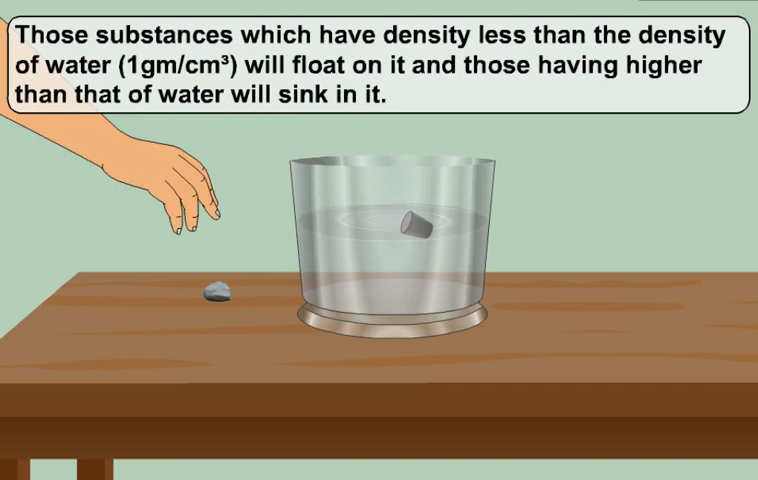 Those substances which have density less than the density
of water (1gm/cm³) will float on it and those having higher
than that of water will sink in it.